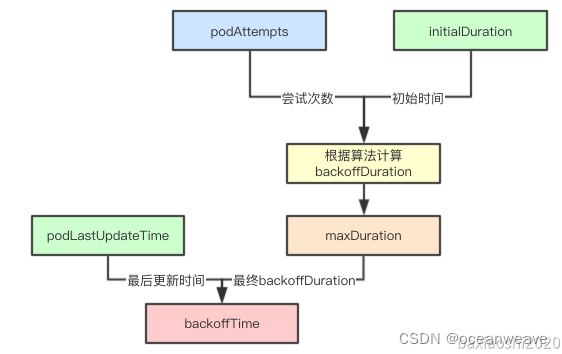 podAttempts
initialDuration
尝试次数
初始时间
根据算法计算
backoffDuration
podLastUpdateTime
maxDuration
最后更新时间
最终backoffDuration
backoffTime
CSDN @oceanweave
baxiaoshi2020